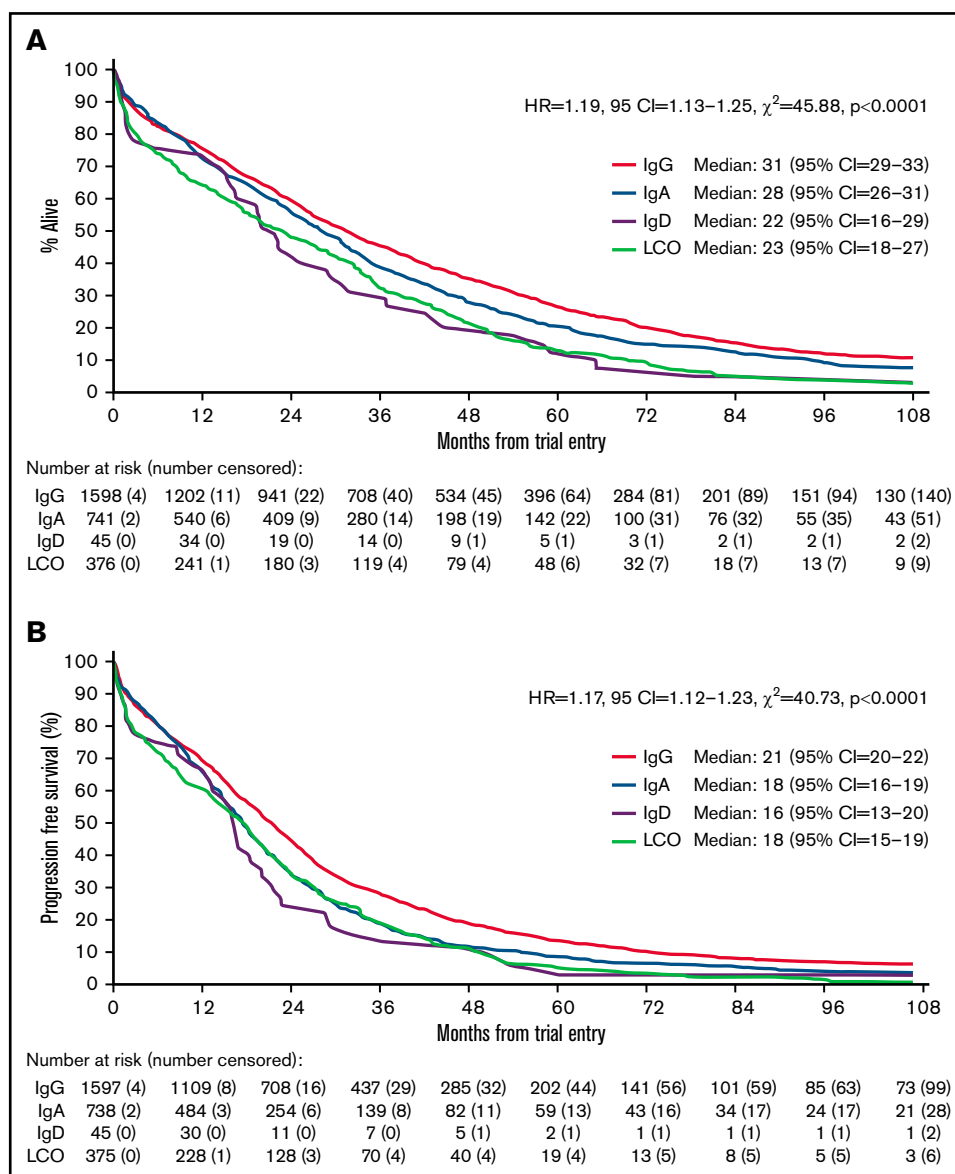 A
100
90
80
70
60
50
40
30
20
10
0
% Alive
HR=1.19, 95 CI=1.13–1.25, χ²=45.88, p<0.0001
IgG Median: 31 (95% CI=29–33)
IgA Median: 28 (95% CI=26–31)
IgD Median: 22 (95% CI=16–29)
LCO Median: 23 (95% CI=18–27)
0 12 24 36 48 60 72 84 96 108
Months from trial entry
Number at risk (number censored):
IgG 1598 (4) 1202 (11) 941 (22) 708 (40) 534 (45) 396 (64) 284 (81) 201 (89) 151 (94) 130 (140)
IgA 741 (2) 540 (6) 409 (9) 280 (14) 198 (19) 142 (22) 100 (31) 76 (32) 55 (35) 43 (51)
IgD 45 (0) 34 (0) 19 (0) 14 (0) 9 (1) 5 (1) 3 (1) 2 (1) 2 (1) 2 (2)
LCO 376 (0) 241 (1) 180 (3) 119 (4) 79 (4) 48 (6) 32 (7) 18 (7) 13 (7) 9 (9)
B
100
90
80
70
60
50
40
30
20
10
0
Progression free survival (%)
HR=1.17, 95 CI=1.12–1.23, χ²=40.73, p<0.0001
IgG Median: 21 (95% CI=20–22)
IgA Median: 18 (95% CI=16–19)
IgD Median: 16 (95% CI=13–20)
LCO Median: 18 (95% CI=15–19)
0 12 24 36 48 60 72 84 96 108
Months from trial entry
Number at risk (number censored):
IgG 1597 (4) 1109 (8) 708 (16) 437 (29) 285 (32) 202 (44) 141 (56) 101 (59) 85 (63) 73 (99)
IgA 738 (2) 484 (3) 254 (6) 139 (8) 82 (11) 59 (13) 43 (16) 34 (17) 24 (17) 21 (28)
IgD 45 (0) 30 (0) 11 (0) 7 (0) 5 (1) 2 (1) 1 (1) 1 (1) 1 (1) 1 (2)
LCO 375 (0) 228 (1) 128 (3) 70 (4) 40 (4) 19 (4) 13 (5) 8 (5) 5 (5) 3 (6)